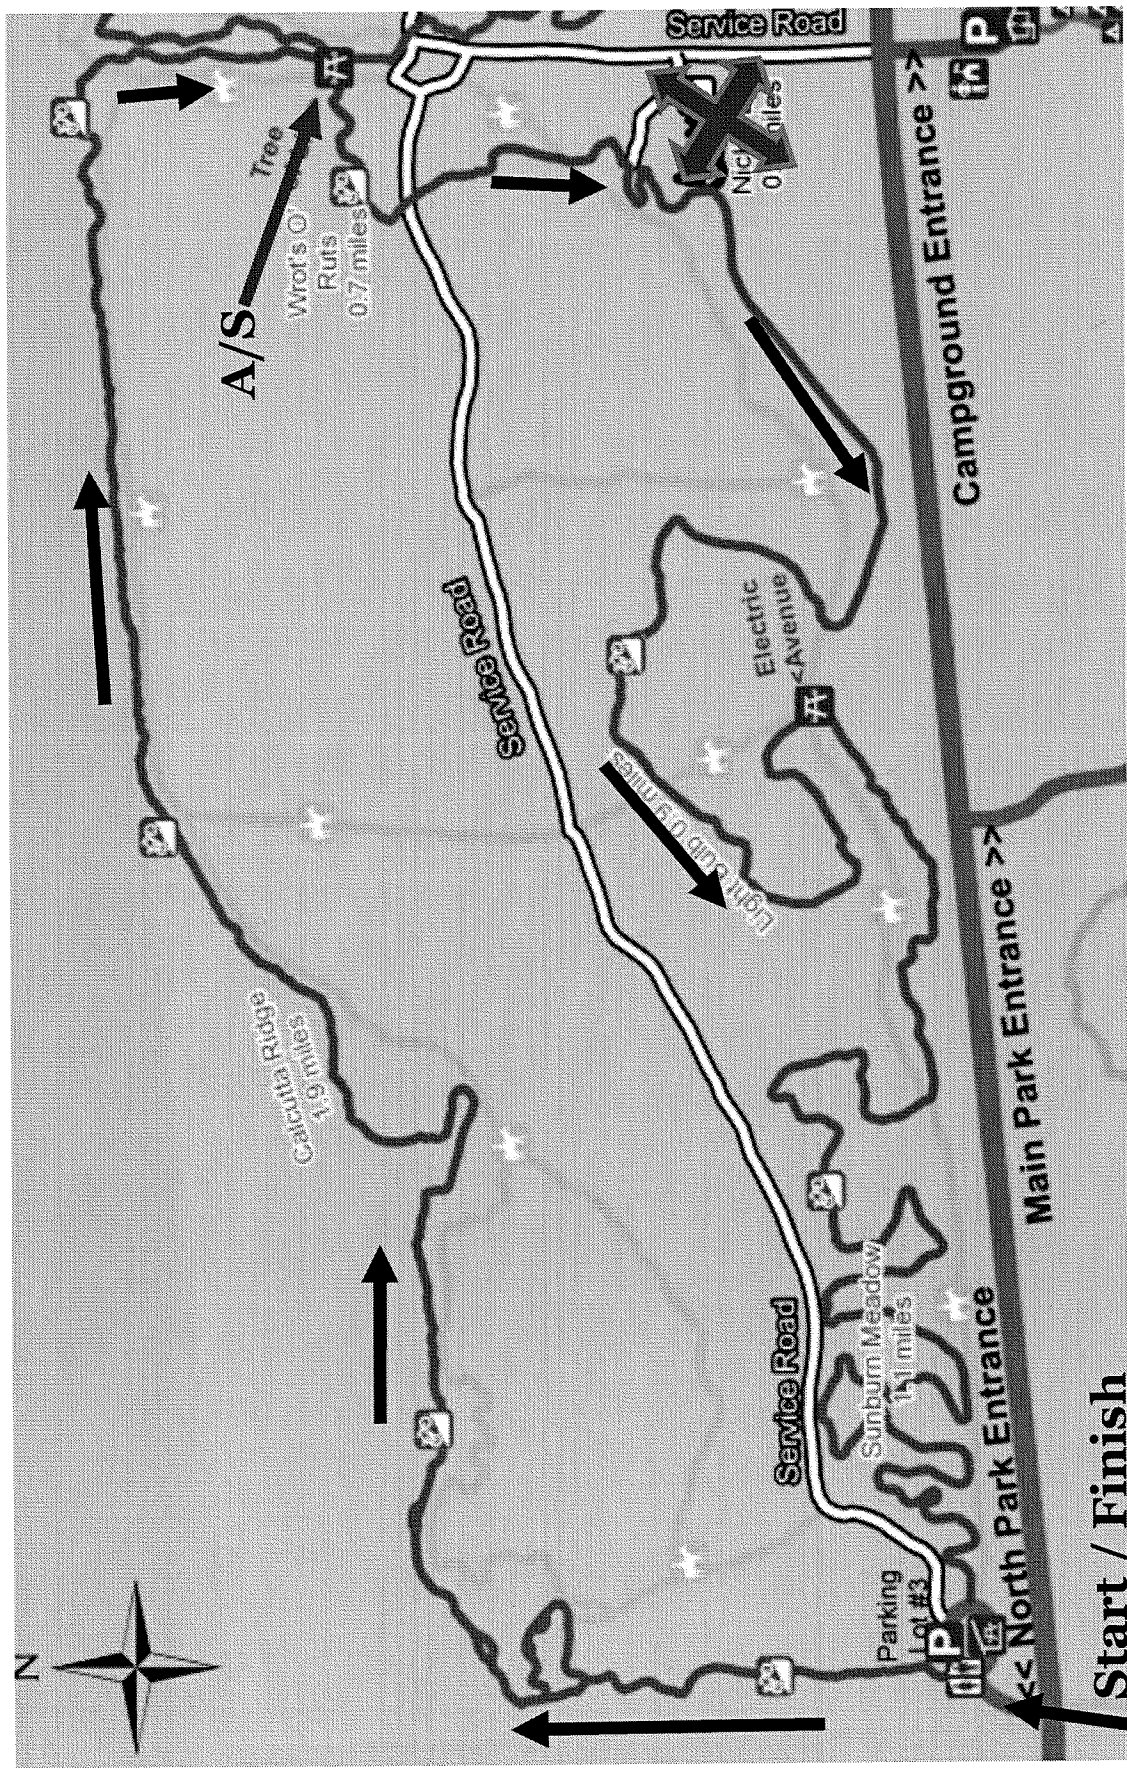 N
Tree
A/S
Wrot's O'
Ruts
0.7 miles
Calcutta Ridge
1.9 miles
Service Road
Service Road
Light Bulb 0.9 miles
Electric
<Avenue
Service Road
Sunburn Meadow
1.1 miles
Parking
Lot #3
P
P
Campground Entrance >>
Main Park Entrance >>
<< North Park Entrance
Start / Finish